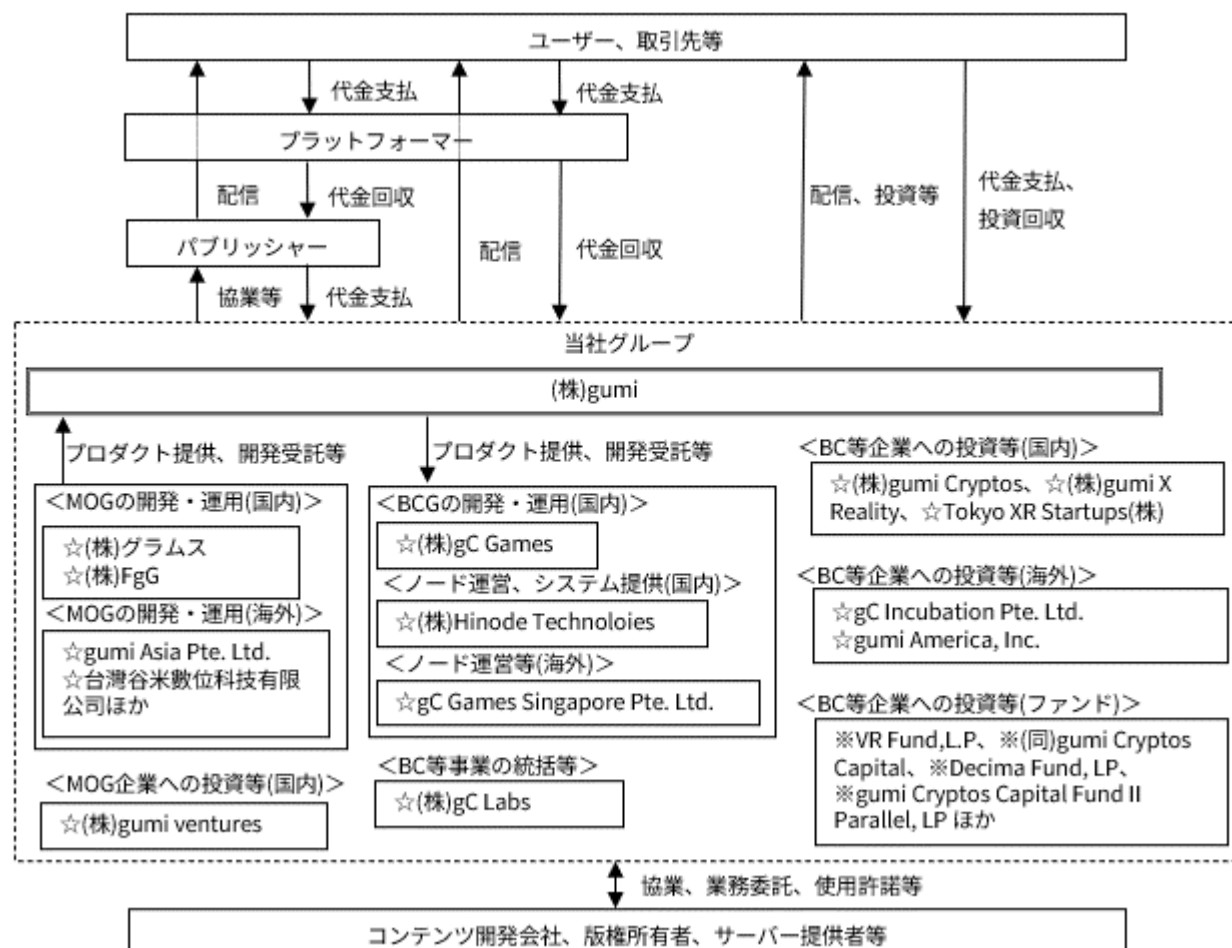 ユーザー、取引先等
代金支払
代金支払
プラットフォーマー
配信
代金回収
配信
代金回収
配信、投資等
代金支払、
投資回収
パブリッシャー
協業等
代金支払
当社グループ
(株)gumi
プロダクト提供、開発受託等
プロダクト提供、開発受託等
<MOGの開発・運用(国内)>
☆(株)グラムス
☆(株)FgG
<MOGの開発・運用(海外)>
☆gumi Asia Pte. Ltd.
☆台灣谷米數位科技有限
公司ほか
<MOG企業への投資等(国内)>
☆(株)gumi ventures
<BCGの開発・運用(国内)>
☆(株)gC Games
<ノード運営、システム提供(国内)>
☆(株)Hinode Technoloies
<ノード運営等(海外)>
☆gC Games Singapore Pte. Ltd.
<BC等事業の統括等>
☆(株)gC Labs
<BC等企業への投資等(国内)>
☆(株)gumi Cryptos、☆(株)gumi X
Reality、☆Tokyo XR Startups(株)
<BC等企業への投資等(海外)>
☆gC Incubation Pte. Ltd.
☆gumi America, Inc.
<BC等企業への投資等(ファンド)>
※VR Fund,L.P、※(同)gumi Cryptos
Capital、※Decima Fund, LP、
※gumi Cryptos Capital Fund II
Parallel, LP ほか
協業、業務委託、使用許諾等
コンテンツ開発会社、版権所有者、サーバー提供者等